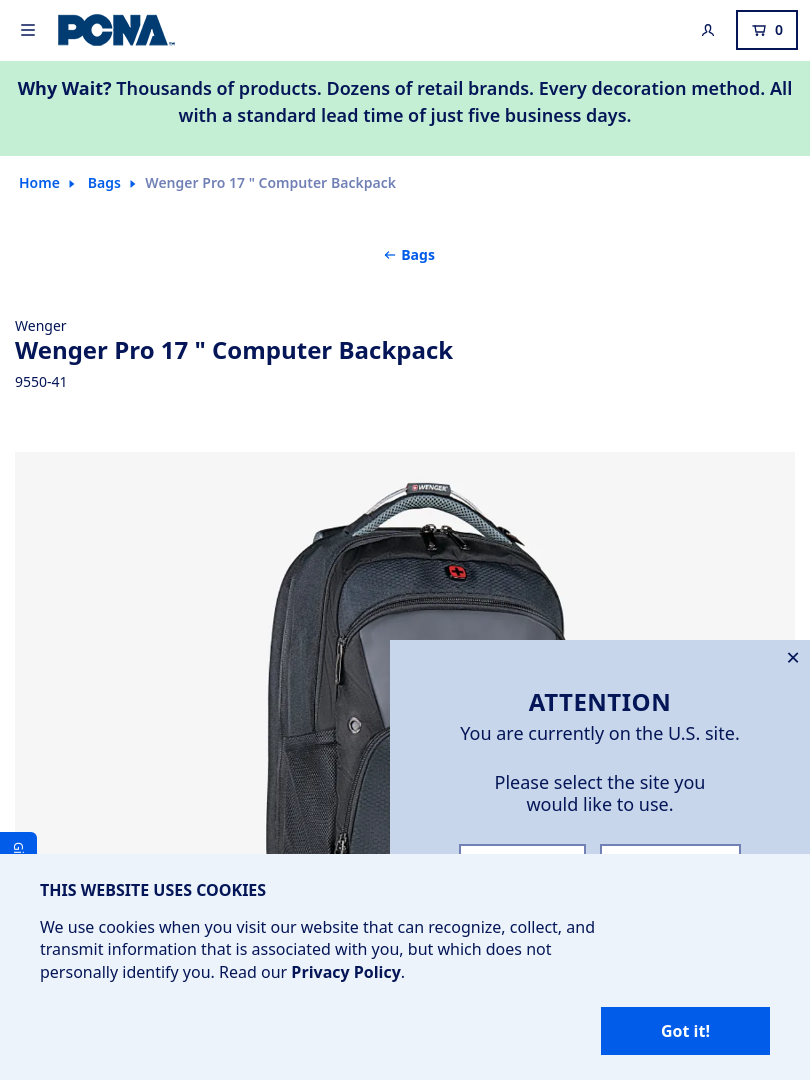 PCNA
0
Why Wait? Thousands of products. Dozens of retail brands. Every decoration method. All
with a standard lead time of just five business days.
Home
Bags
Wenger Pro 17 " Computer Backpack
Bags
Wenger
Wenger Pro 17 " Computer Backpack
9550-41
WENGER
ATTENTION
You are currently on the U.S. site.
Please select the site you
would like to use.
THIS WEBSITE USES COOKIES
We use cookies when you visit our website that can recognize, collect, and
transmit information that is associated with you, but which does not
personally identify you. Read our Privacy Policy.
Got it!